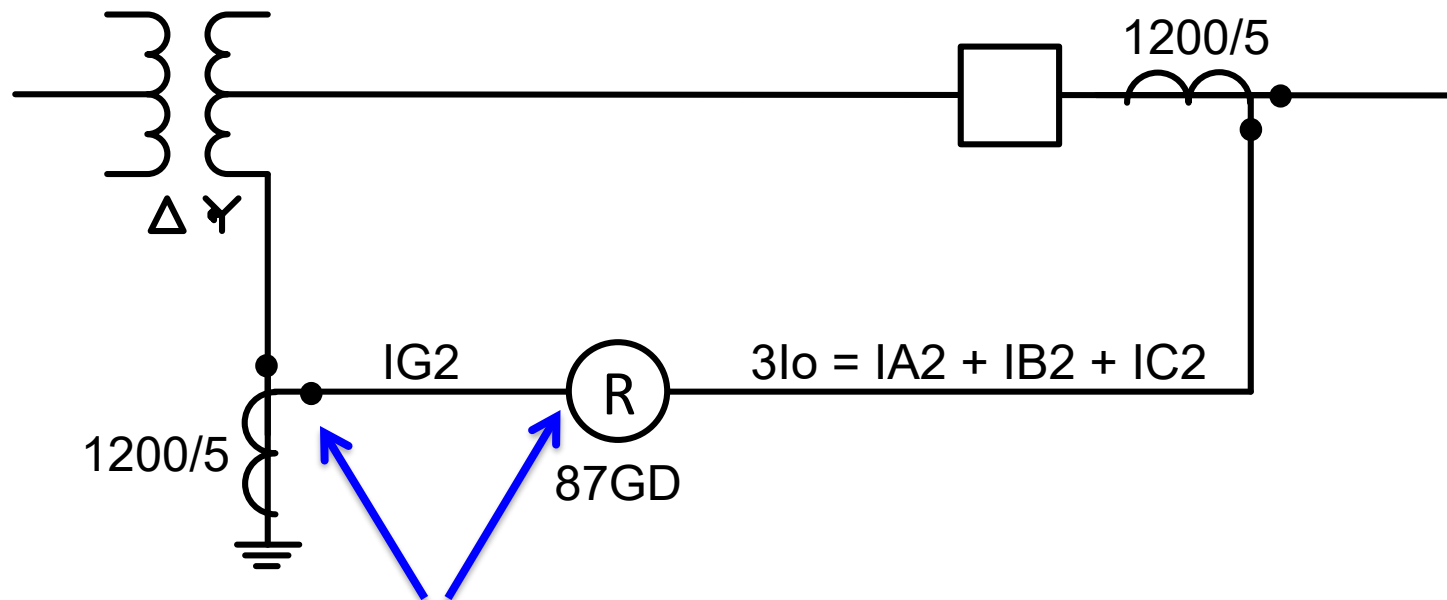 1200/5
Δ Y
IG2
3Io = IA2 + IB2 + IC2
R
1200/5
87GD